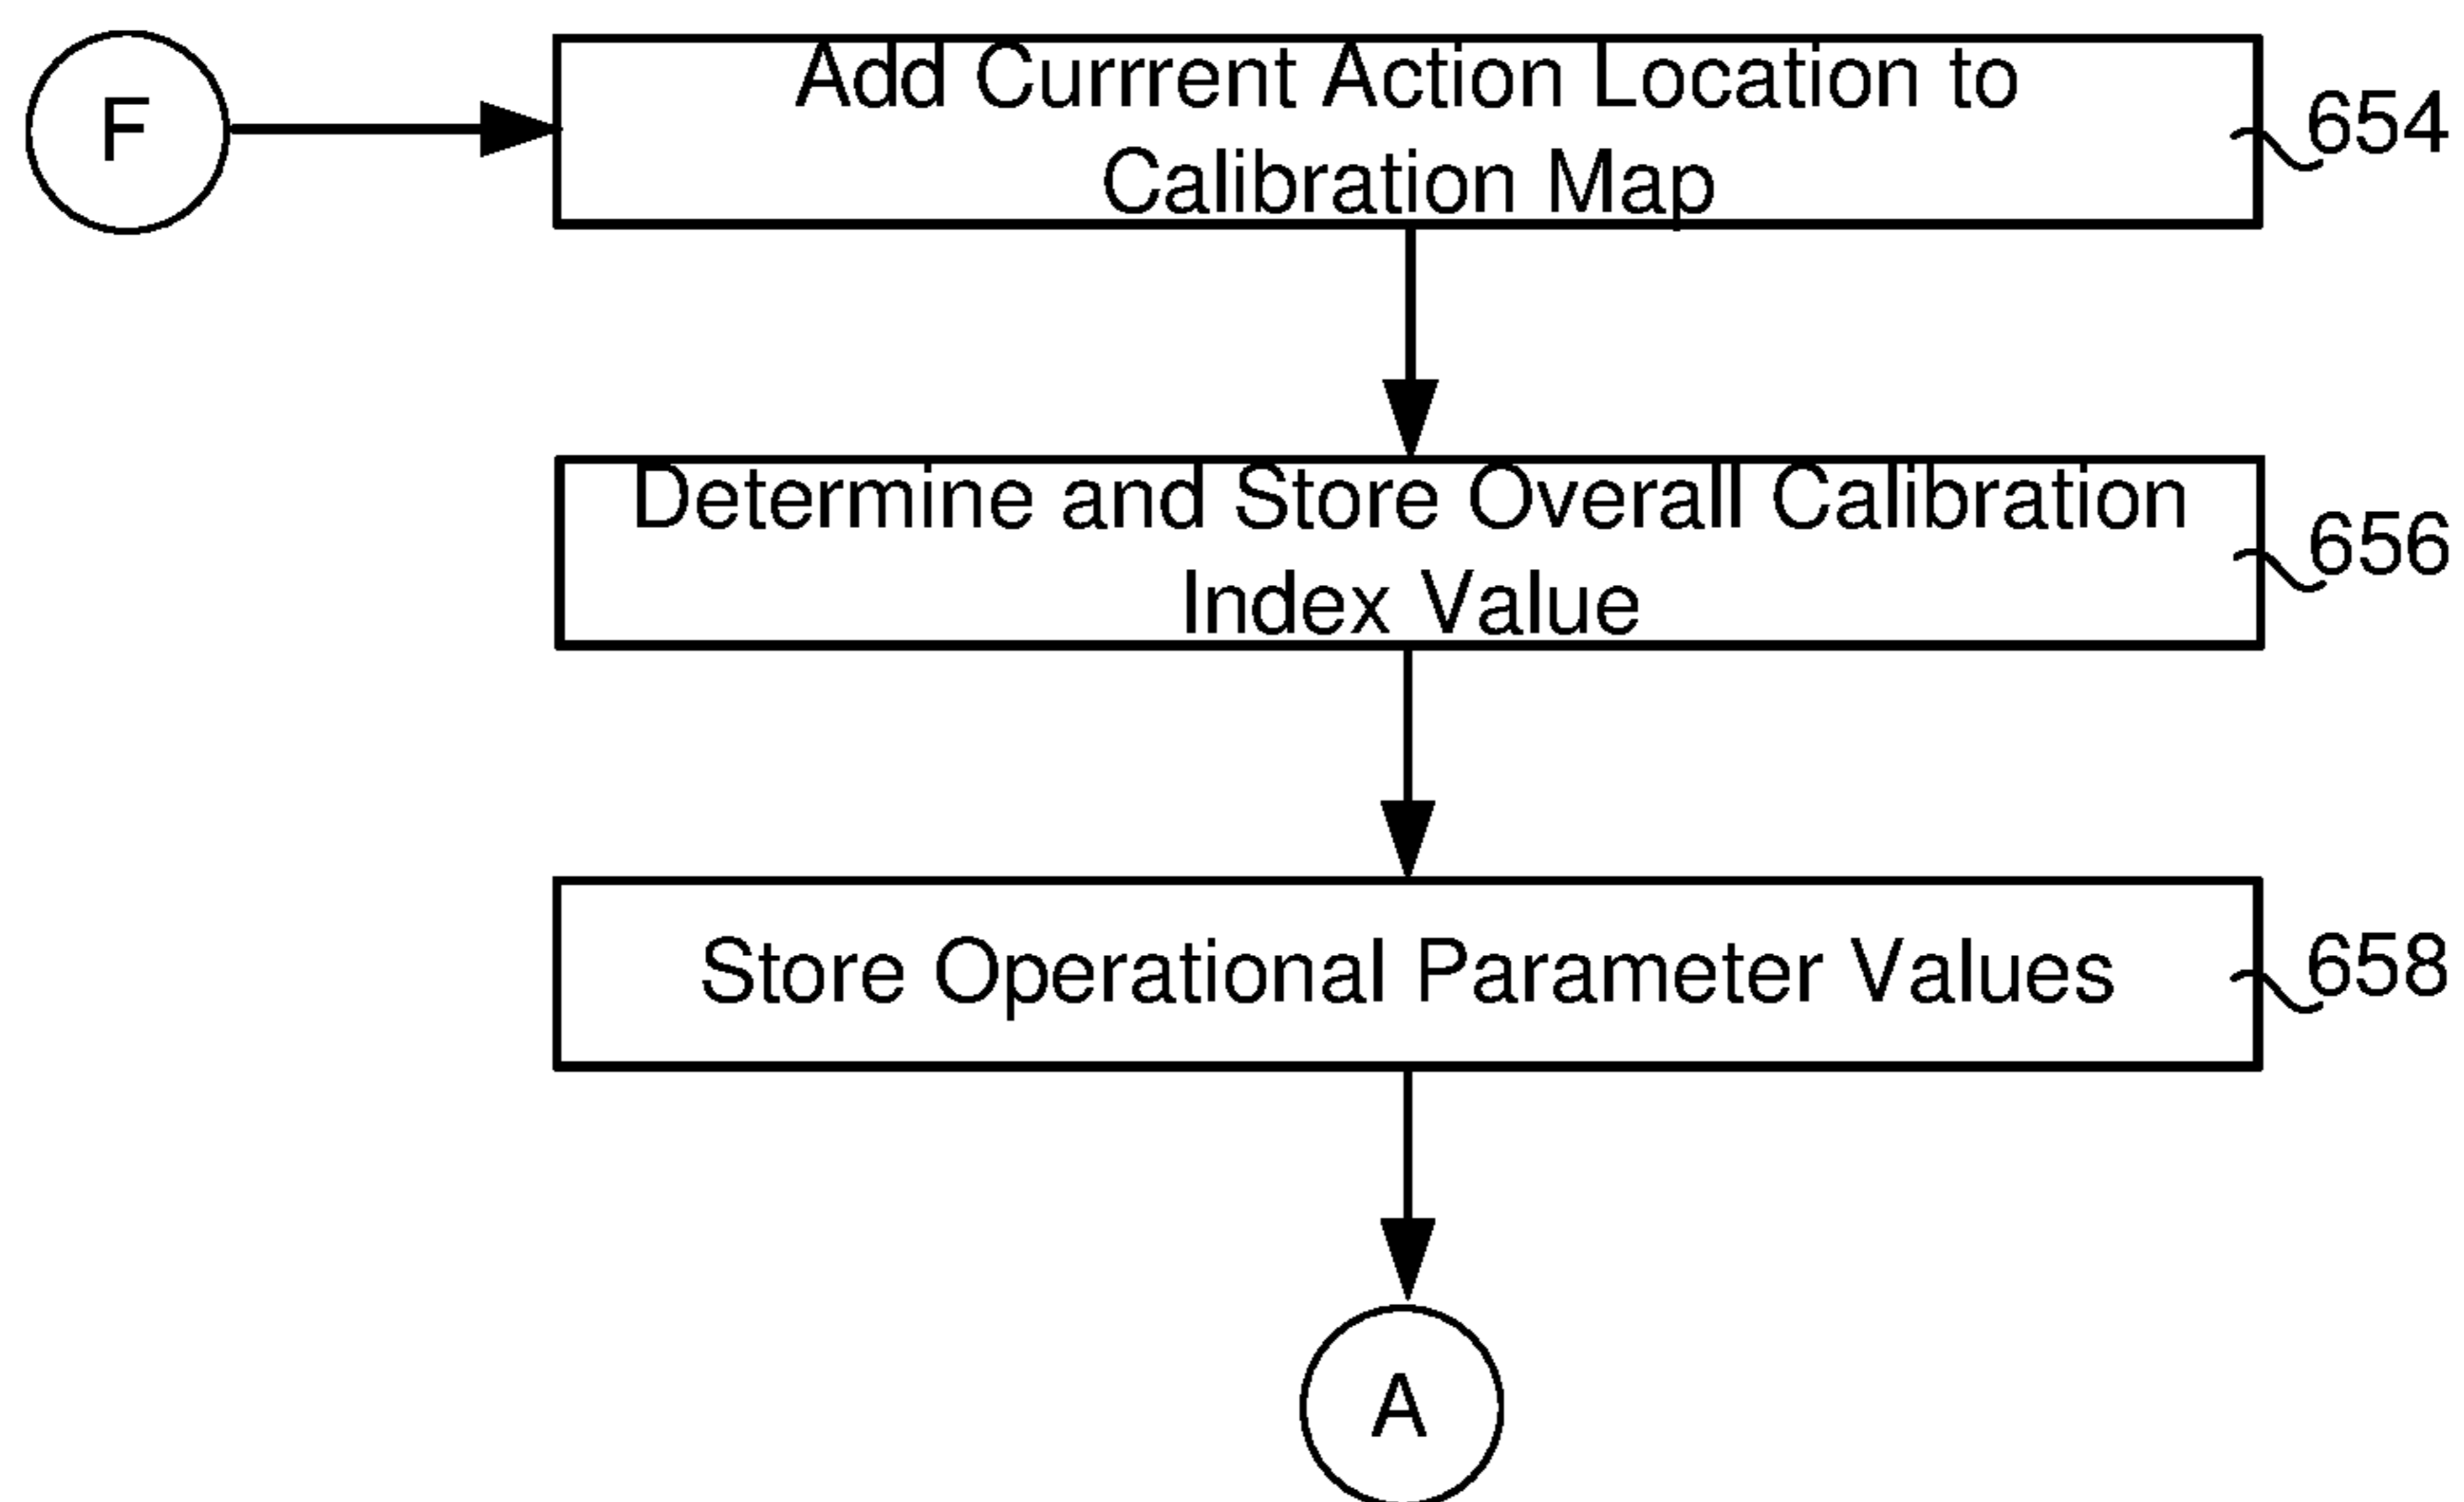 F
Add Currrent Action Location to
Calibration Map
654
Determine and Store Overall Calibration
Index Value
656
Store Operational Parameter Values
658
A